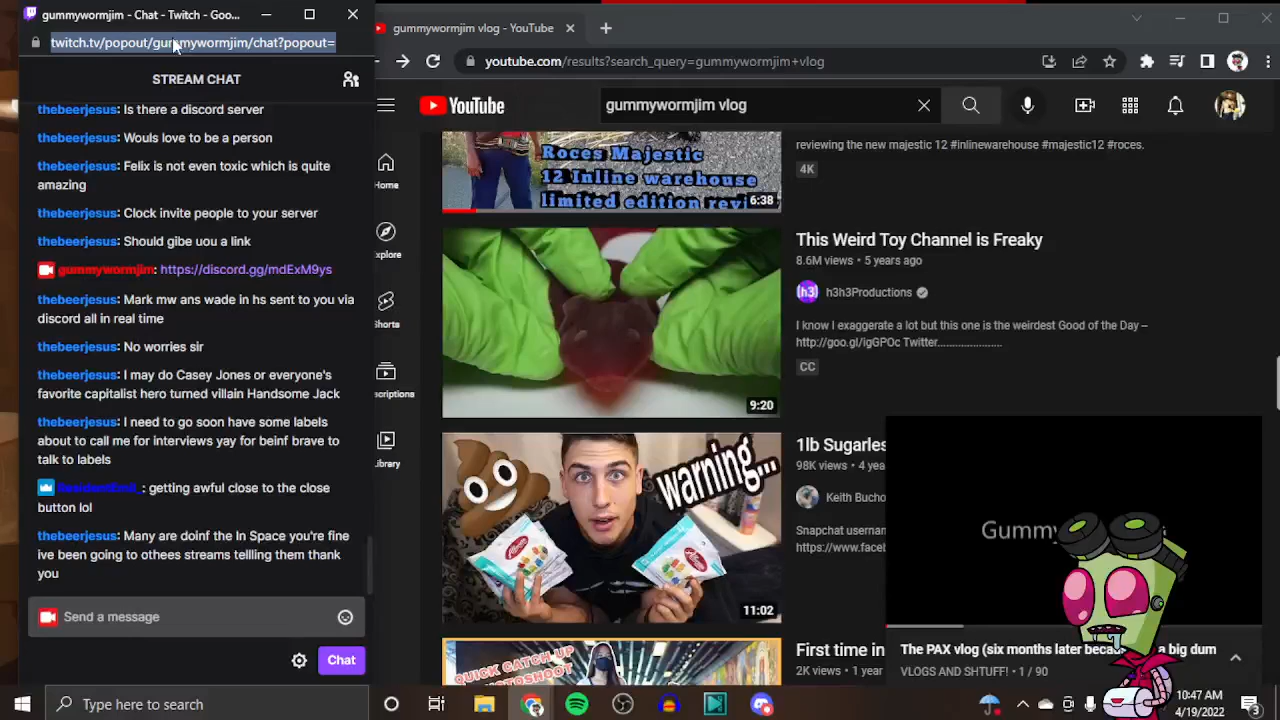 gummywormjim - Chat - Twitch - Goo...
twitch.tv/popout/gummywormjim/chat?popout=
STREAM CHAT
thebeerjesus: Is there a discord server
thebeerjesus: Wouls love to be a person
thebeerjesus: Felix is not even toxic which is quite
amazing
thebeerjesus: Clock invite people to your server
thebeerjesus: Should gibe uou a link
gummywormjim: https://discord.gg/mdExM9ys
thebeerjesus: Mark mw ans wade in hs sent to you via
discord all in real time
thebeerjesus: No worries sir
thebeerjesus: I may do Casey Jones or everyone's
favorite capitalist hero turned villain Handsome Jack
thebeerjesus: I need to go soon have some labels
about to call me for interviews yay for beinf brave to
talk to labels
: getting awful close to the close
button lol
thebeerjesus: Many are doinf the In Space you're fine
ive been going to othees streams tellling them thank
you
Send a message
Chat
gummywormjim vlog - YouTube
youtube.com/results?search_query=gummywormjim+vlog
YouTube
gummywormjim vlog
Home
Explore
Shorts
scriptions
Library
Roces Majestic
12 Inline warehouse
limited edition revi
6:38
reviewing the new majestic 12 #inlinewarehouse #majestic12 #roces.
4K
9:20
This Weird Toy Channel is Freaky
8.6M views • 5 years ago
(h3) h3h3Productions
I know I exaggerate a lot but this one is the weirdest Good of the Day –
http://goo.gl/igGPOc Twitter.....................
CC
warning...
11:02
1lb Sugarles
98K views • 4 yea
Keith Bucho
Snapchat usernam
https://www.faceb
QUICK CATCH UP
PHOTOSHOOT
First time in
2K views • 1 year
Gummy
The PAX vlog (six months later beca a big dum
VLOGS AND SHTUFF! • 1 / 90
Type here to search
10:47 AM
4/19/2022
3